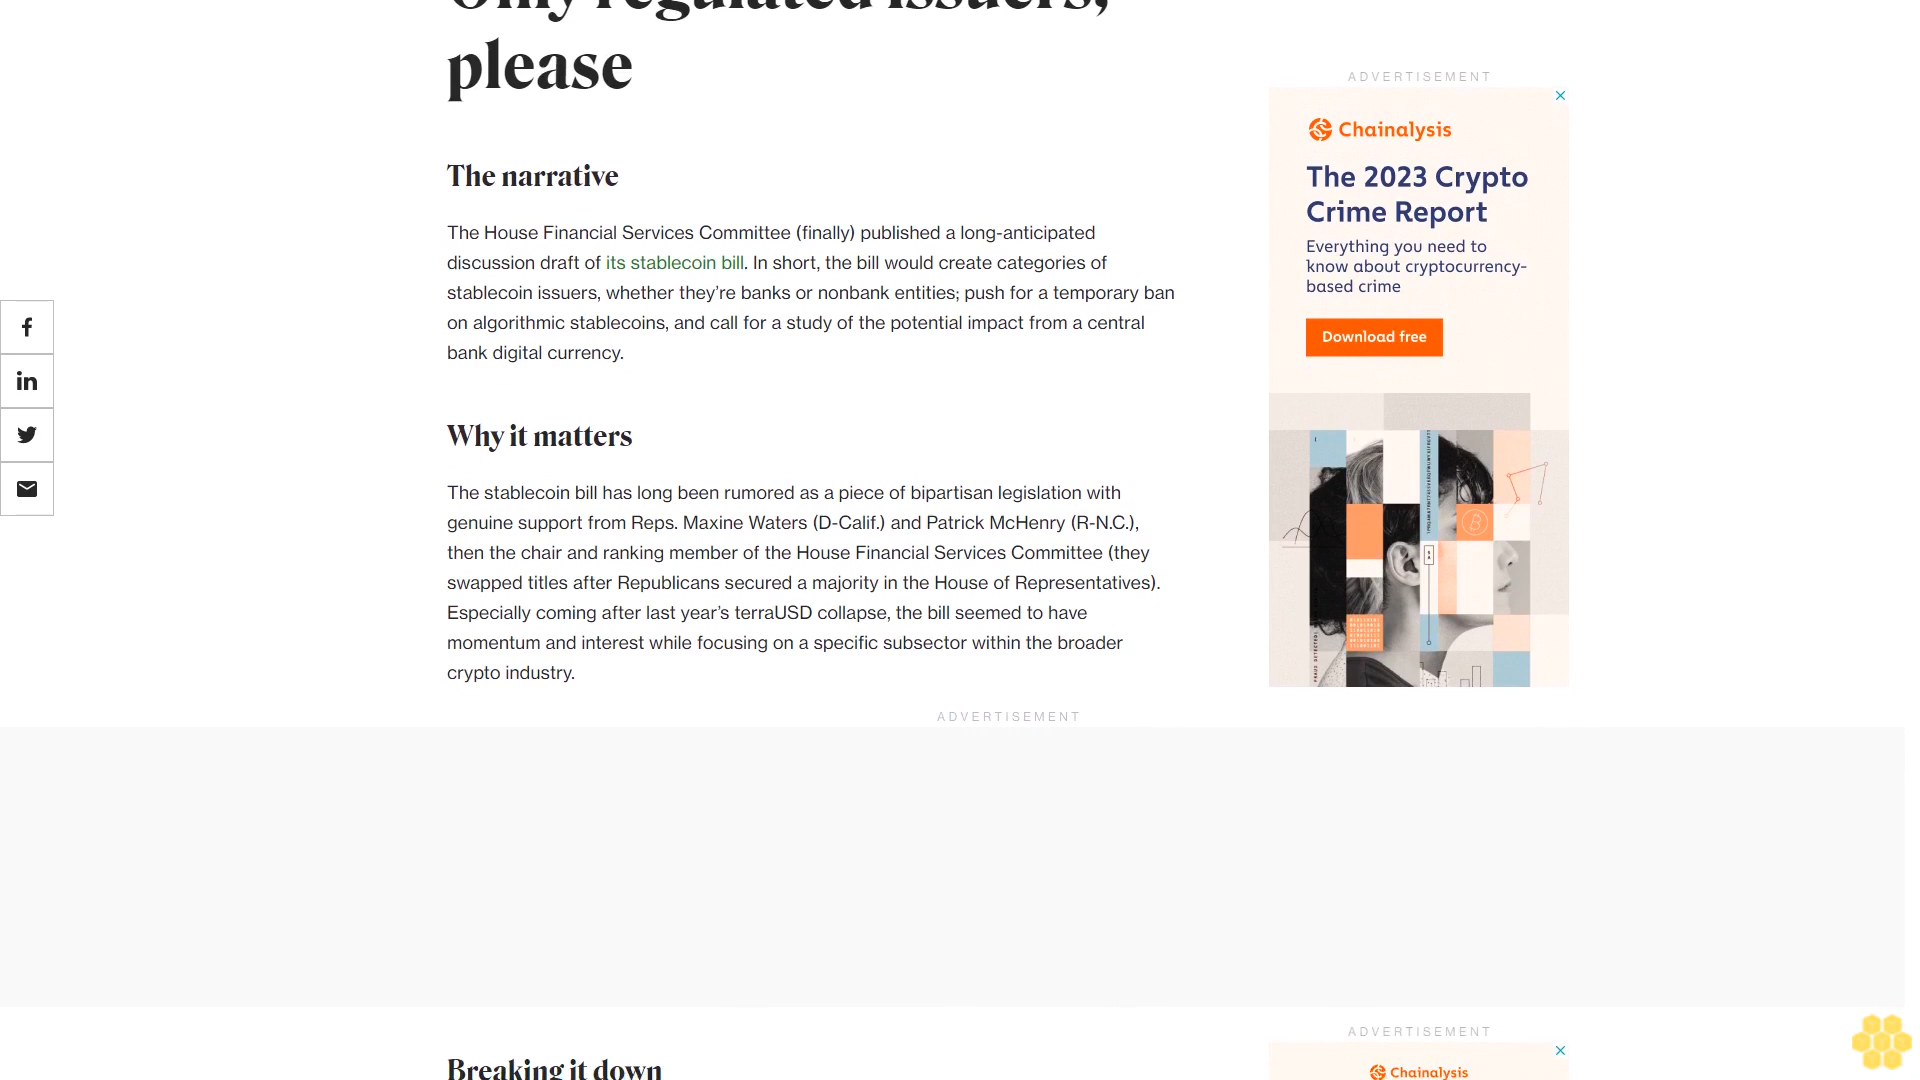 Only regulated issuers,
please
ADVERTISEMENT
Chainalysis
The 2023 Crypto
Crime Report
Everything you need to
know about cryptocurrency-
based crime
Download free
The narrative
The House Financial Services Committee (finally) published a long-anticipated
discussion draft of its stablecoin bill. In short, the bill would create categories of
stablecoin issuers, whether they’re banks or nonbank entities; push for a temporary ban
on algorithmic stablecoins, and call for a study of the potential impact from a central
bank digital currency.
Why it matters
The stablecoin bill has long been rumored as a piece of bipartisan legislation with
genuine support from Reps. Maxine Waters (D-Calif.) and Patrick McHenry (R-N.C.),
then the chair and ranking member of the House Financial Services Committee (they
swapped titles after Republicans secured a majority in the House of Representatives).
Especially coming after last year’s terraUSD collapse, the bill seemed to have
momentum and interest while focusing on a specific subsector within the broader
crypto industry.
ADVERTISEMENT
ADVERTISEMENT
Chainalysis
Breaking it down